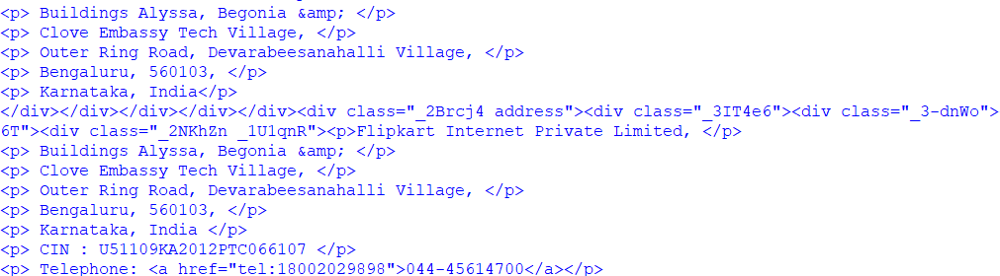 <p> Buildings Alyssa, Begonia &amp; </p>
<p> Clove Embassy Tech Village, </p>
<p> Outer Ring Road, Devarabeesanahalli Village, </p>
<p> Bengaluru, 560103, </p>
<p> Karnataka, India</p>
</div></div></div></div></div><div class="_2Brcj4 address"><div class="_3IT4e6"><div class="_3-dnWo">
6T"><div class="_2NKhZn _1U1qnR"><p>Flipkart Internet Private Limited, </p>
<p> Buildings Alyssa, Begonia &amp; </p>
<p> Clove Embassy Tech Village, </p>
<p> Outer Ring Road, Devarabeesanahalli Village, </p>
<p> Bengaluru, 560103, </p>
<p> Karnataka, India </p>
<p> CIN : U51109KA2012PTC066107 </p>
<p> Telephone: <a href="tel:18002029898">044-45614700</a></p>